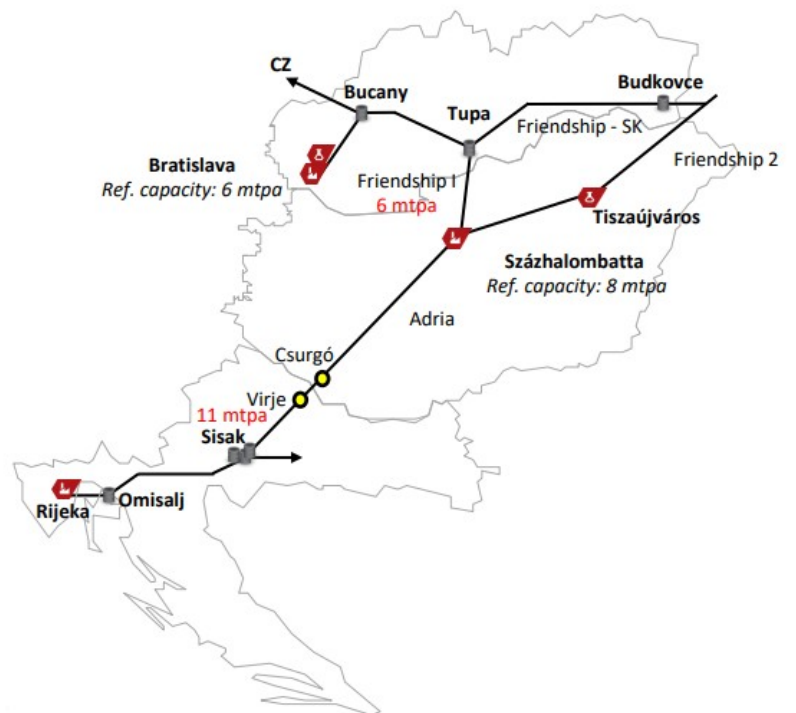 CZ
Bucany
Budkovce
Tupa
Friendship - SK
Bratislava
Ref. capacity: 6 mtpa
Friendship I
6 mtpa
Friendship 2
Tiszaújváros
Százhalombatta
Ref. capacity: 8 mtpa
Adria
Csurgó
Virje
11 mtpa
Sisak
Rijeka
Omisalj